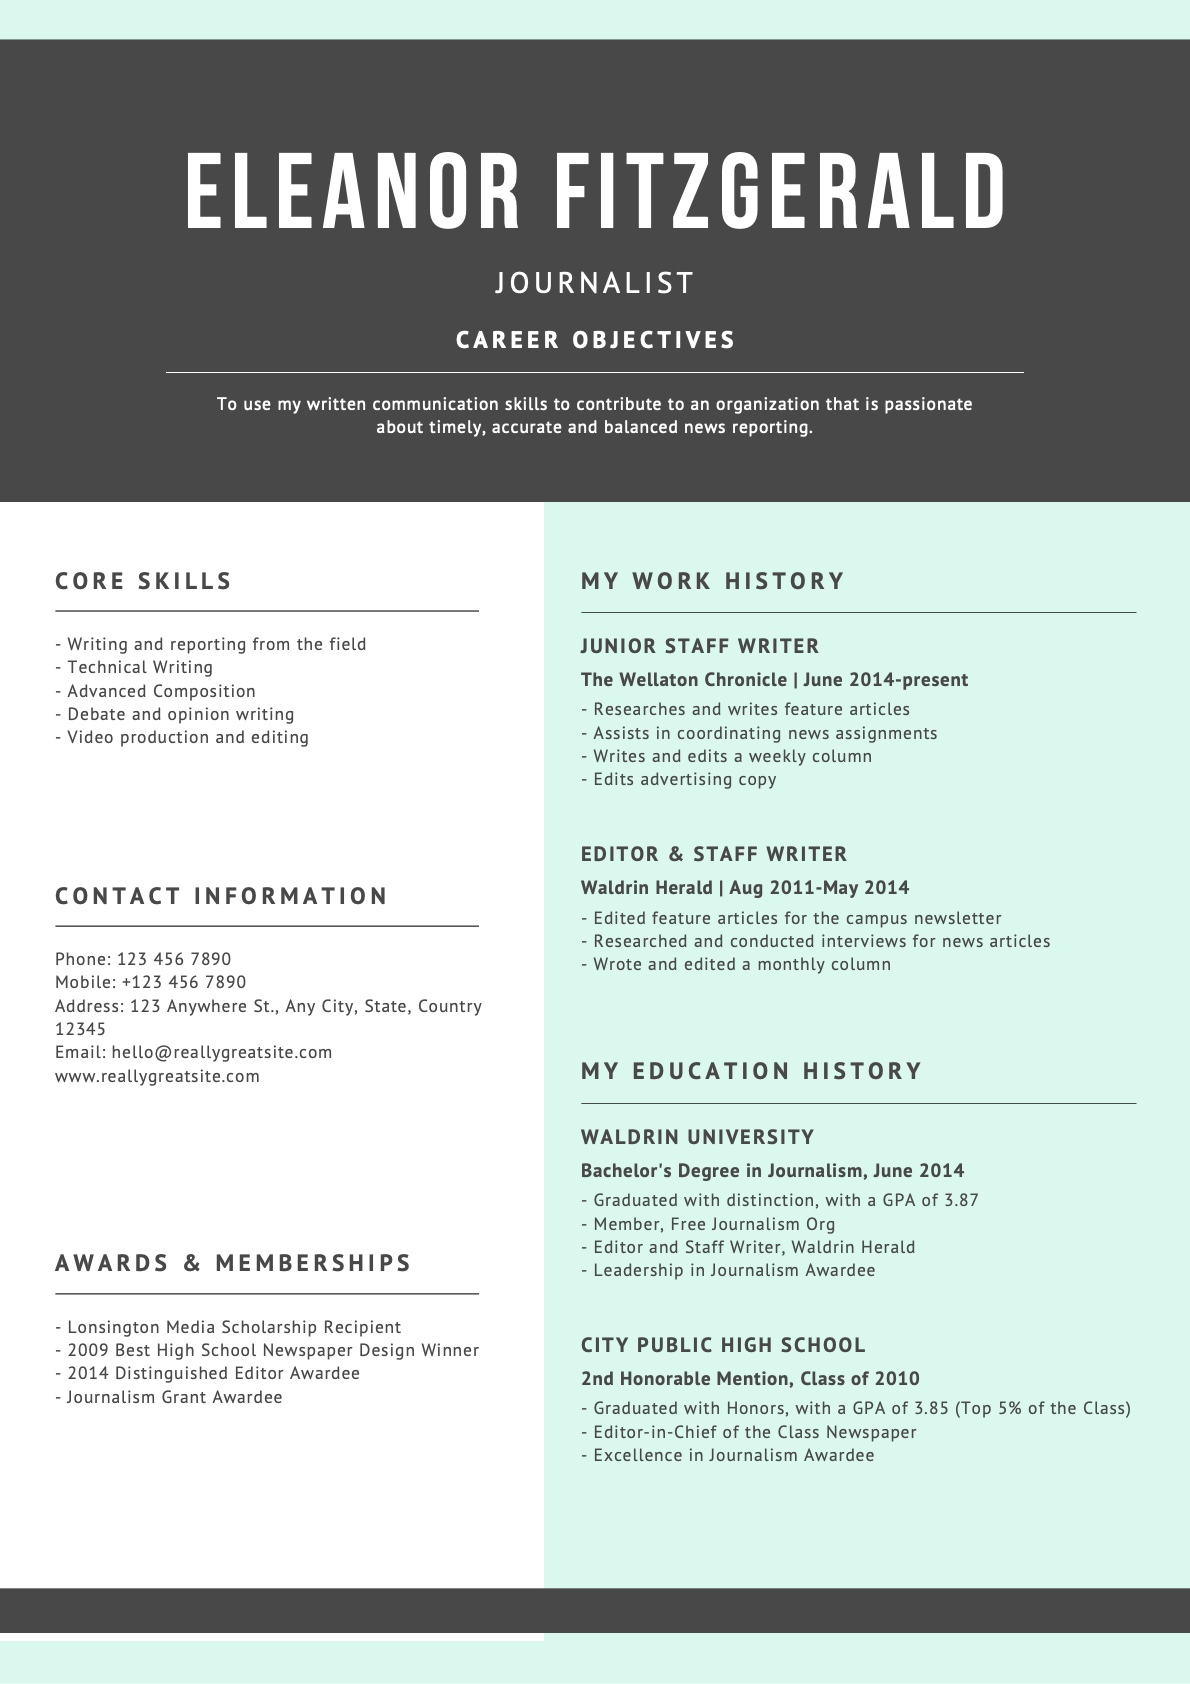 ELEANOR FITZGERALD
JOURNALIST
CAREER OBJECTIVES
To use my written communication skills to contribute to an organization that is passionate
about timely, accurate and balanced news reporting.
CORE SKILLS
- Writing and reporting from the field
- Technical Writing
- Advanced Composition
- Debate and opinion writing
- Video production and editing
CONTACT INFORMATION
Phone: 123 456 7890
Mobile: +123 456 7890
Address: 123 Anywhere St., Any City, State, Country
12345
Email: hello@reallygreatsite.com
www.reallygreatsite.com
AWARDS & MEMBERSHIPS
- Lonsington Media Scholarship Recipient
- 2009 Best High School Newspaper Design Winner
- 2014 Distinguished Editor Awardee
- Journalism Grant Awardee
MY WORK HISTORY
JUNIOR STAFF WRITER
The Wellaton Chronicle | June 2014-present
- Researches and writes feature articles
- Assists in coordinating news assignments
- Writes and edits a weekly column
- Edits advertising copy
EDITOR & STAFF WRITER
Waldrin Herald | Aug 2011-May 2014
- Edited feature articles for the campus newsletter
- Researched and conducted interviews for news articles
- Wrote and edited a monthly column
MY EDUCATION HISTORY
WALDRIN UNIVERSITY
Bachelor's Degree in Journalism, June 2014
- Graduated with distinction, with a GPA of 3.87
- Member, Free Journalism Org
- Editor and Staff Writer, Waldrin Herald
- Leadership in Journalism Awardee
CITY PUBLIC HIGH SCHOOL
2nd Honorable Mention, Class of 2010
- Graduated with Honors, with a GPA of 3.85 (Top 5% of the Class)
- Editor-in-Chief of the Class Newspaper
- Excellence in Journalism Awardee